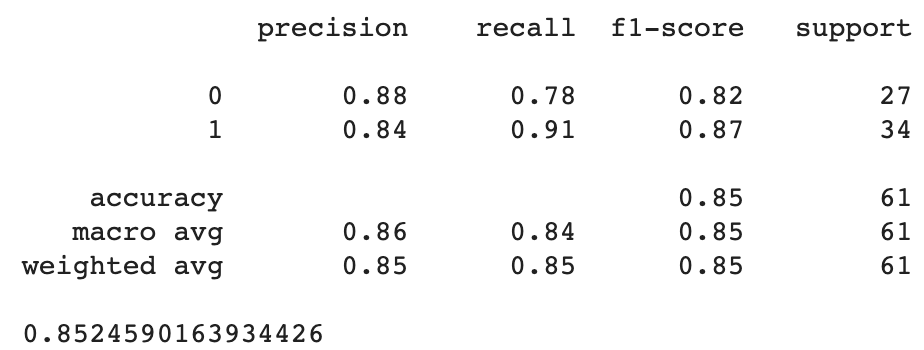 precision recall f1-score support
0 0.88 0.78 0.82 27
1 0.84 0.91 0.87 34
accuracy 0.85 61
macro avg 0.86 0.84 0.85 61
weighted avg 0.85 0.85 0.85 61
0.8524590163934426